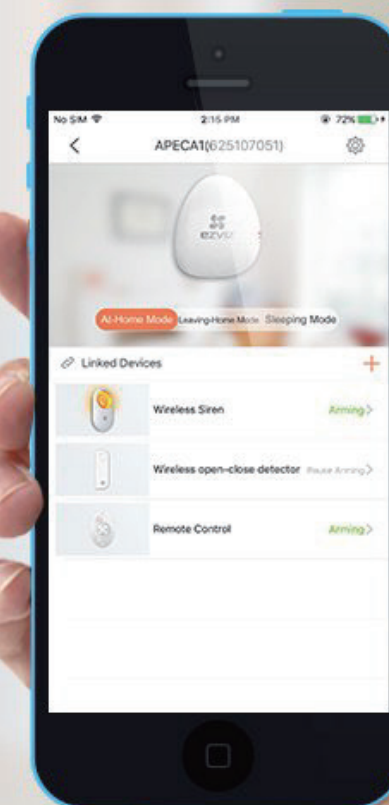 No SIM 2:15 PM 72%
APECA1(625107051)
ezviz
At-Home Mode Leaving-Home Mode Sleeping Mode
Linked Devices
Wireless Siren Arming
Wireless open-close detector Pause Arming
Remote Control Arming